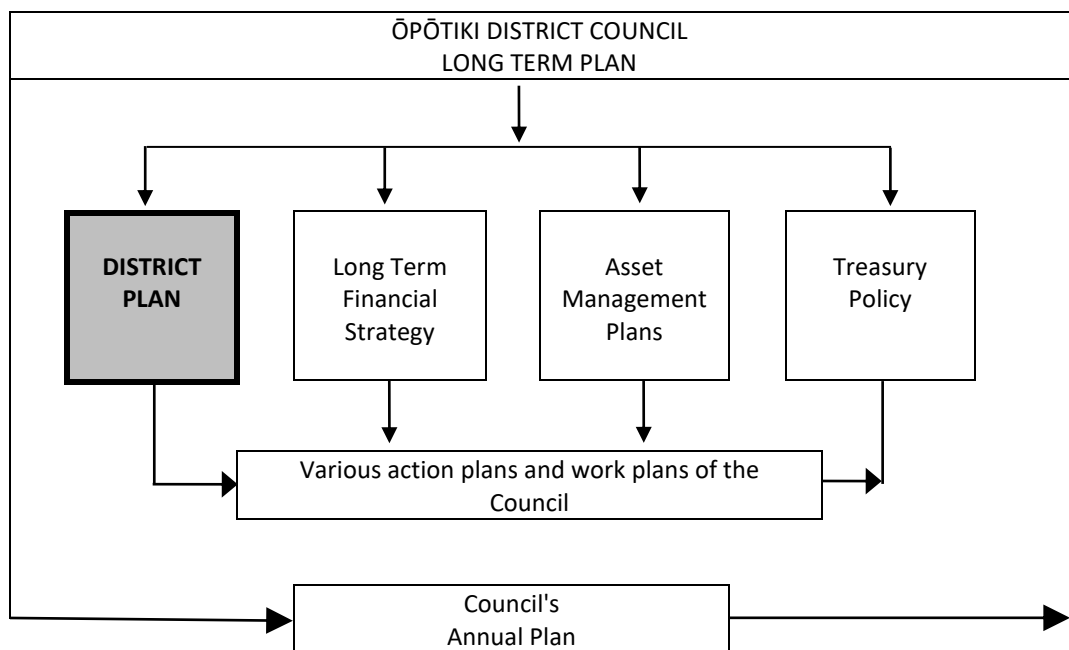 ŌPŌTIKI DISTRICT COUNCIL
LONG TERM PLAN
DISTRICT
PLAN
Long Term
Financial
Strategy
Asset
Management
Plans
Treasury
Policy
Various action plans and work plans of the
Council
Council's
Annual Plan